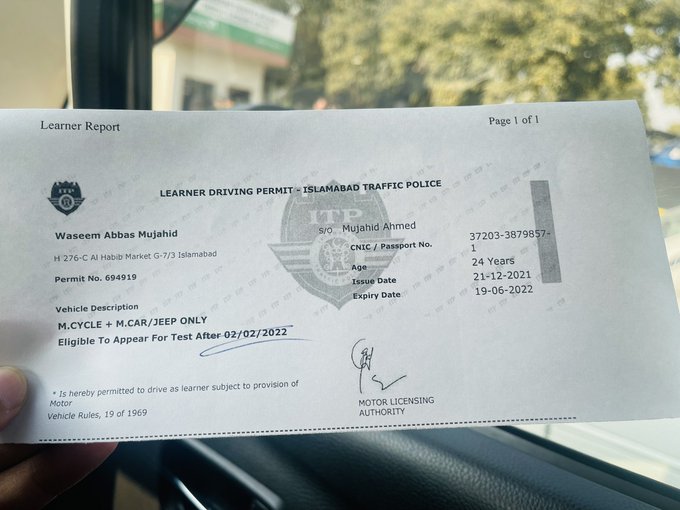 Learner Report
Page 1 of 1
ITP
LEARNER DRIVING PERMIT - ISLAMABAD TRAFFIC POLICE
ITP
Waseem Abbas Mujahid
S/O Mujahid Ahmed
H 276-C Al Habib Market G-7/3 Islamabad
CNIC / Passport No. 37203-3879857-
1
Permit No. 694919
Age 24 Years
Issue Date 21-12-2021
Expiry Date 19-06-2022
Vehicle Description
M.CYCLE + M.CAR/JEEP ONLY
Eligible To Appear For Test After 02/02/2022
* Is hereby permitted to drive as learner subject to provision of
Motor
Vehicle Rules, 19 of 1969
MOTOR LICENSING
AUTHORITY